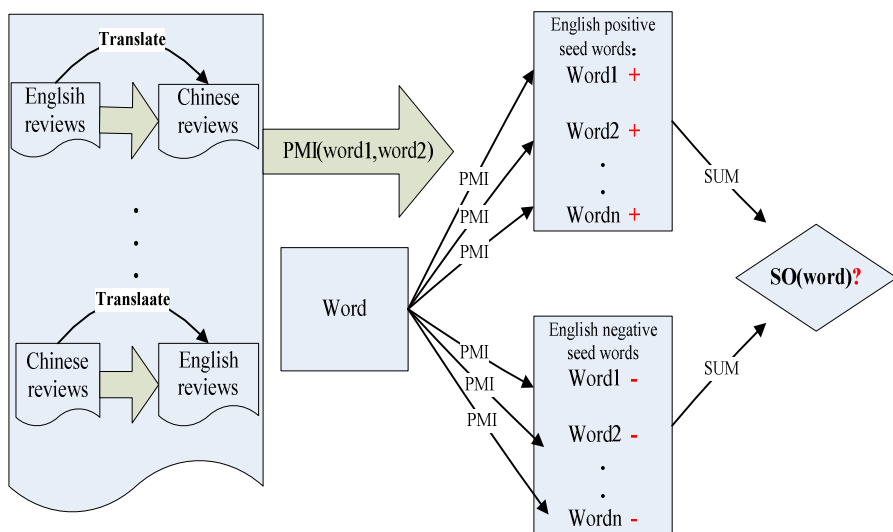 Translate
Englsih
reviews
Chinese
reviews
.
.
.
Translaate
Chinese
reviews
English
reviews
PMI(word1,word2)
Word
PMI
PMI
PMI
PMI
PMI
PMI
English positive
seed words:
Word1 +
Word2 +
.
.
Wordn +
English negative
seed words
Word1 -
Word2 -
.
.
Wordn -
SUM
SUM
SO(word)?